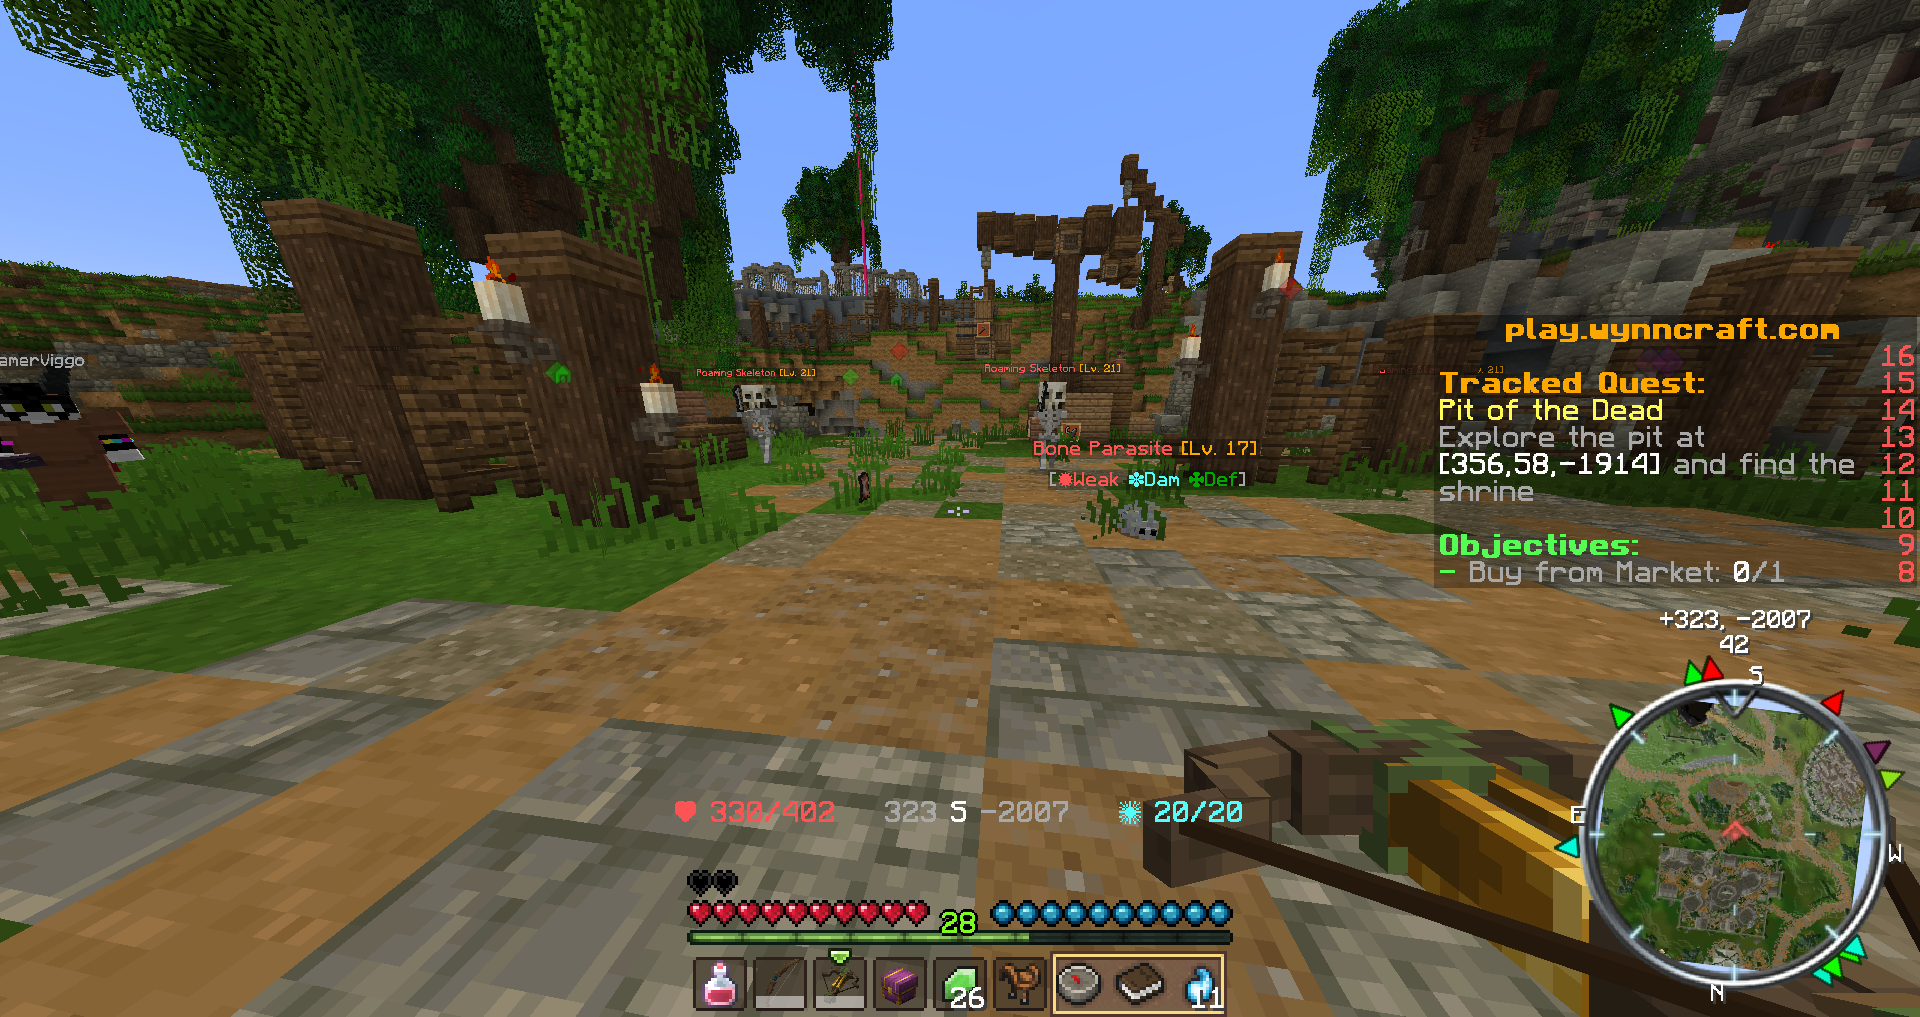 amerViggo
Roaming Skeleton [Lv. 21]
Roaming Skeleton [Lv. 21]
Bone Parasite [Lv. 17]
[Weak Dam Def]
play.wynncraft.com
16
Tracked Quest: 15
Pit of the Dead 14
Explore the pit at 13
[356,58,-1914] and find the 12
shrine 11
10
Objectives: 9
- Buy from Market: 0/1 8
+323, -2007
42
S
E
W
N
330/402 323 S -2007 20/20
28
26
11